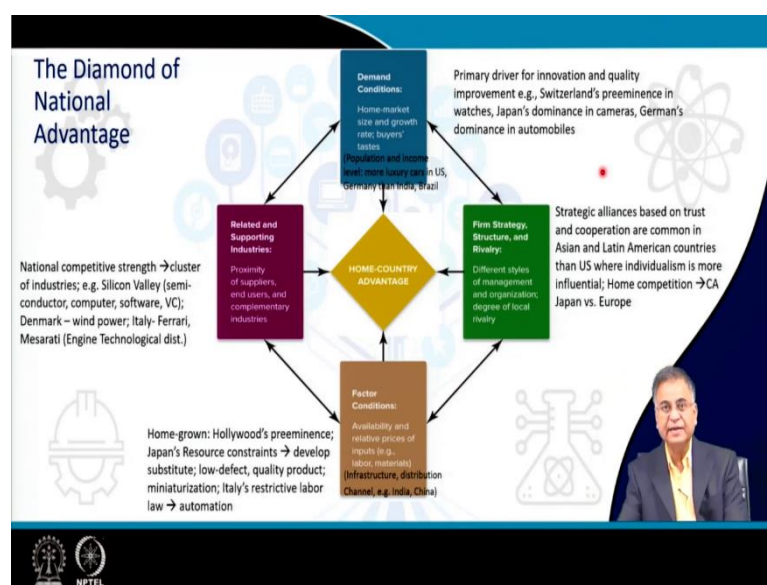 The Diamond of
National
Advantage
Demand
Conditions:
Home-market
size and growth
rate; buyers'
tastes
(Population and income
level: more luxury cars in US,
Germany than India, Brazil
Primary driver for innovation and quality
improvement e.g., Switzerland's preeminence in
watches, Japan's dominance in cameras, German's
dominance in automobiles
Related and
Supporting
Industries:
Proximity
of suppliers,
end users, and
complementary
industries
HOME-COUNTRY
ADVANTAGE
Firm Strategy,
Structure, and
Rivalry:
Different styles
of management
and organization;
degree of local
rivalry
Strategic alliances based on trust
and cooperation are common in
Asian and Latin American countries
than US where individualism is more
influential; Home competition →CA
Japan vs. Europe
National competitive strength →cluster
of industries; e.g. Silicon Valley (semi-
conductor, computer, software, VC);
Denmark – wind power; Italy- Ferrari,
Mesarati (Engine Technological dist.)
Factor
Conditions:
Availability and
relative prices of
inputs (e.g.,
labor, materials)
(Infrastructure, distribution
Channel, e.g. India, China)
Home-grown: Hollywood's preeminence;
Japan's Resource constraints → develop
substitute; low-defect, quality product;
miniaturization; Italy's restrictive labor
law → automation
NPTEL